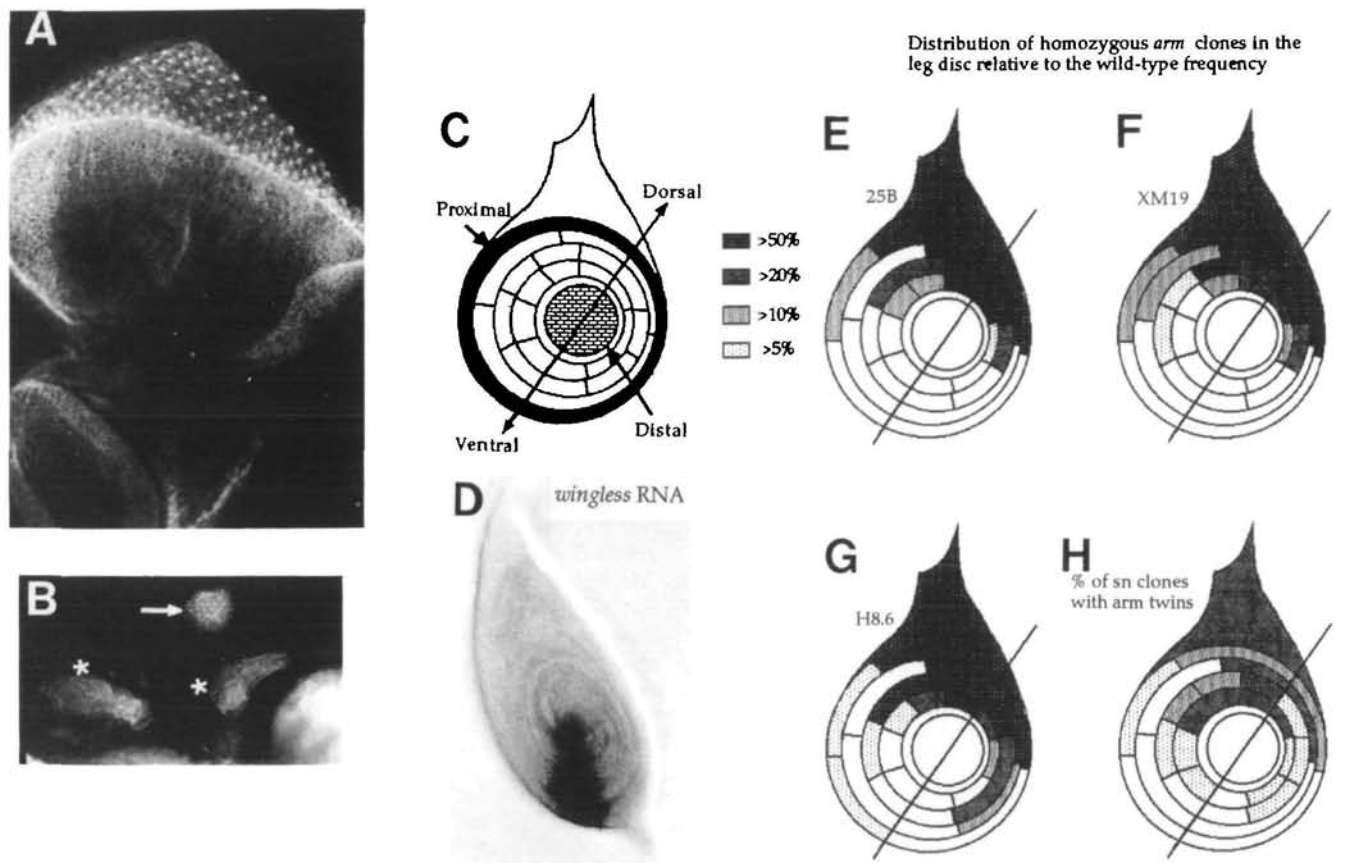 A
B
*
*
C
Dorsal
Proximal
Ventral
Distal
>50%
>20%
>10%
>5%
D
wingless RNA
Distribution of homozygous arm clones in the
leg disc relative to the wild-type frequency
E
25B
F
XM19
G
H8.6
H
% of sn clones
with arm twins